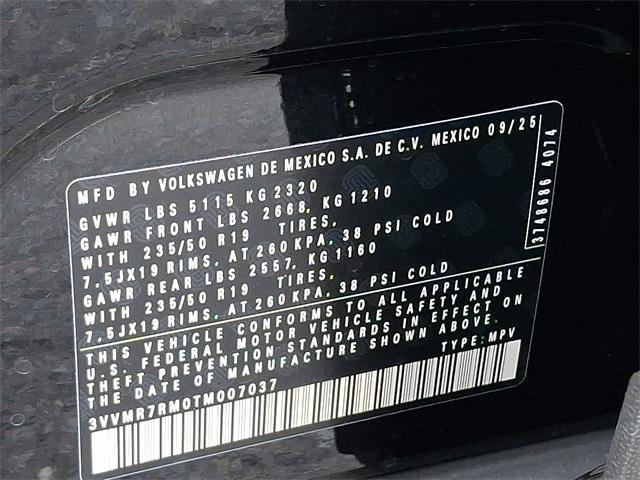 MFD BY VOLKSWAGEN DE MEXICO S.A. DE C.V. MEXICO 09/25
GVWR LBS 5115 KG 2320
GAWR FRONT LBS 2668, KG 1210
WITH 235/50 R19 TIRES,
7.5JX19 RIMS, AT 260KPA, 38 PSI COLD
GAWR REAR LBS 2557, KG 1160
WITH 235/50 R19 TIRES,
7.5JX19 RIMS, AT 260KPA, 38 PSI COLD
THIS VEHICLE CONFORMS TO ALL APPLICABLE
U.S. FEDERAL MOTOR VEHICLE SAFETY AND
THEFT PREVENTION STANDARDS IN EFFECT ON
THE DATE OF MANUFACTURE SHOWN ABOVE.
TYPE: MPV
3VVMR7RM0TM007037
3748686 4074